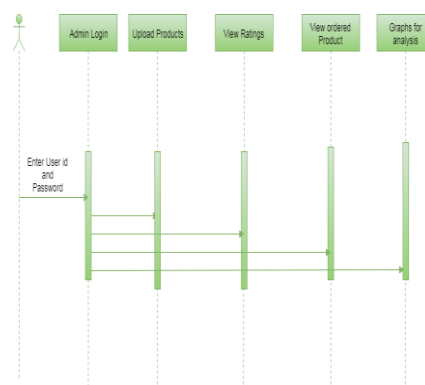 Admin Login
Upload Products
View Ratings
View ordered
Product
Graphs for
analysis
Enter User id
and
Password